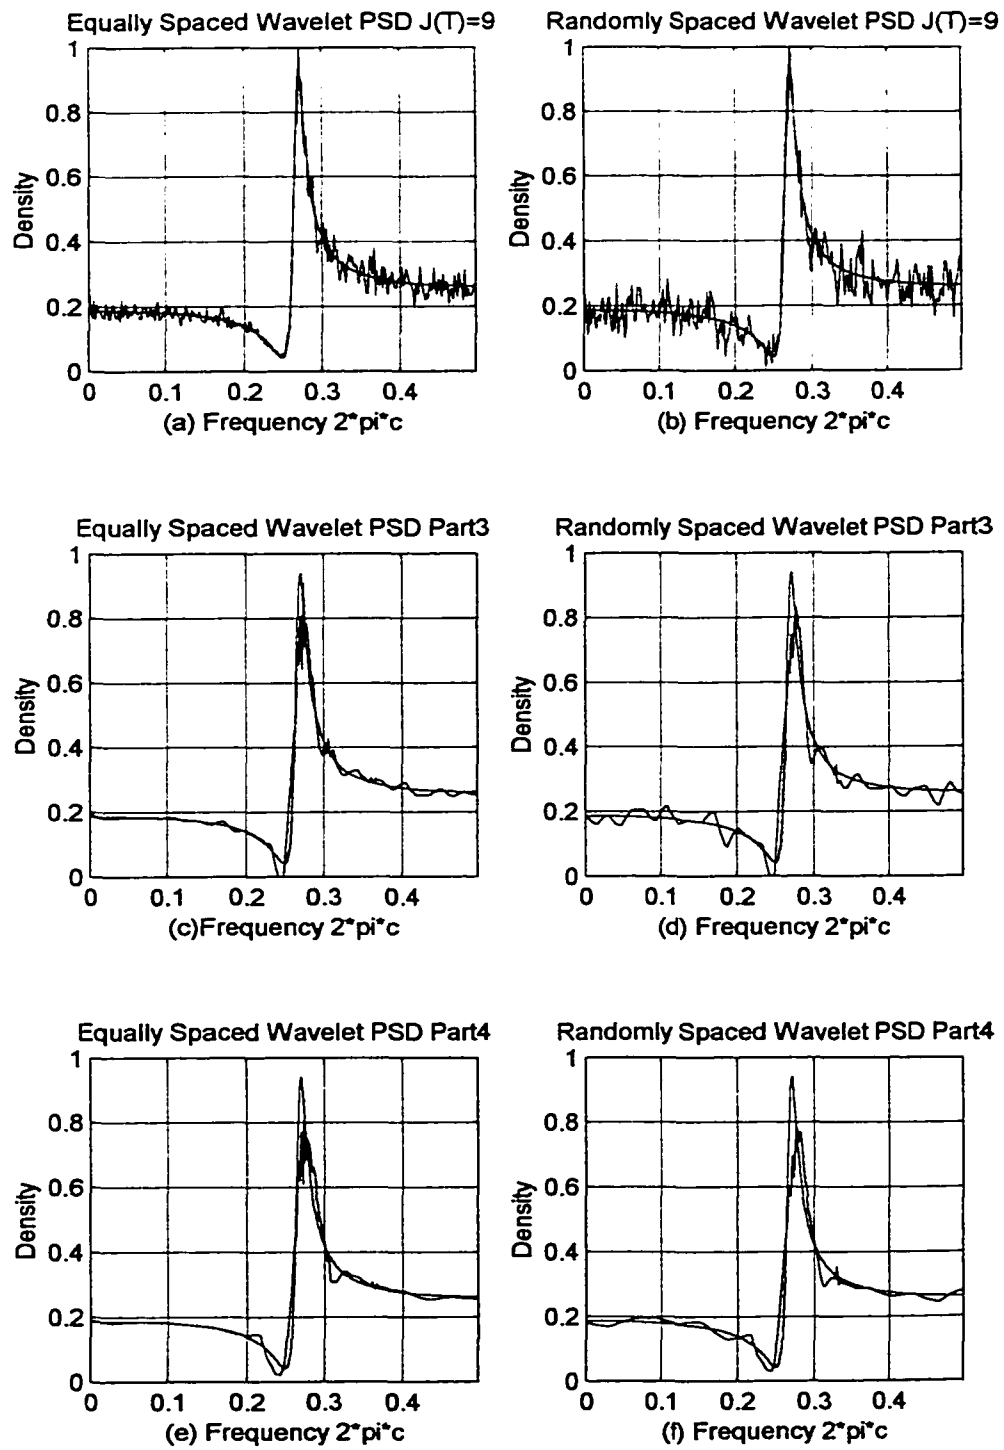 Equally Spaced Wavelet PSD J(T)=9
1
0.8
0.6
0.4
0.2
0
Density
0 0.1 0.2 0.3 0.4
(a) Frequency 2*pi*c
Randomly Spaced Wavelet PSD J(T)=9
1
0.8
0.6
0.4
0.2
0
Density
0 0.1 0.2 0.3 0.4
(b) Frequency 2*pi*c
Equally Spaced Wavelet PSD Part3
1
0.8
0.6
0.4
0.2
0
Density
0 0.1 0.2 0.3 0.4
(c)Frequency 2*pi*c
Randomly Spaced Wavelet PSD Part3
1
0.8
0.6
0.4
0.2
0
Density
0 0.1 0.2 0.3 0.4
(d) Frequency 2*pi*c
Equally Spaced Wavelet PSD Part4
1
0.8
0.6
0.4
0.2
0
Density
0 0.1 0.2 0.3 0.4
(e) Frequency 2*pi*c
Randomly Spaced Wavelet PSD Part4
1
0.8
0.6
0.4
0.2
0
Density
0 0.1 0.2 0.3 0.4
(f) Frequency 2*pi*c